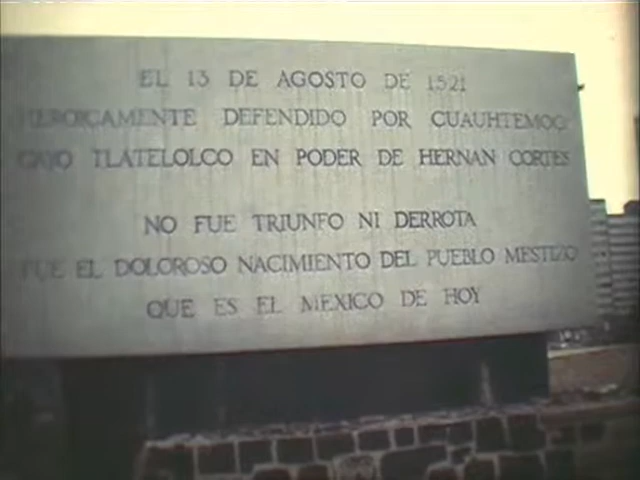 EL 13 DE AGOSTO DE 1521
HEROICAMENTE DEFENDIDO POR CUAUHTEMOC
CAYO TLATELOLCO EN PODER DE HERNAN CORTES
NO FUE TRIUNFO NI DERROTA
FUE EL DOLOROSO NACIMIENTO DEL PUEBLO MESTIZO
QUE ES EL MEXICO DE HOY